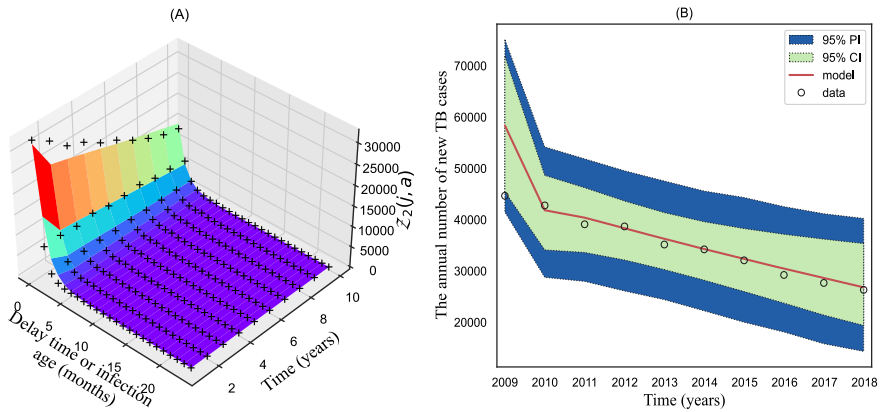 (A)
30000
25000
20000
15000
10000
5000
0
Z₂(j,a)
0
5
10
15
20
Delay time or infection
age (months)
2
4
6
8
10
Time (years)
(B)
95% PI
95% CI
model
data
70000
60000
50000
40000
30000
20000
The annual number of new TB cases
2009 2010 2011 2012 2013 2014 2015 2016 2017 2018
Time (years)